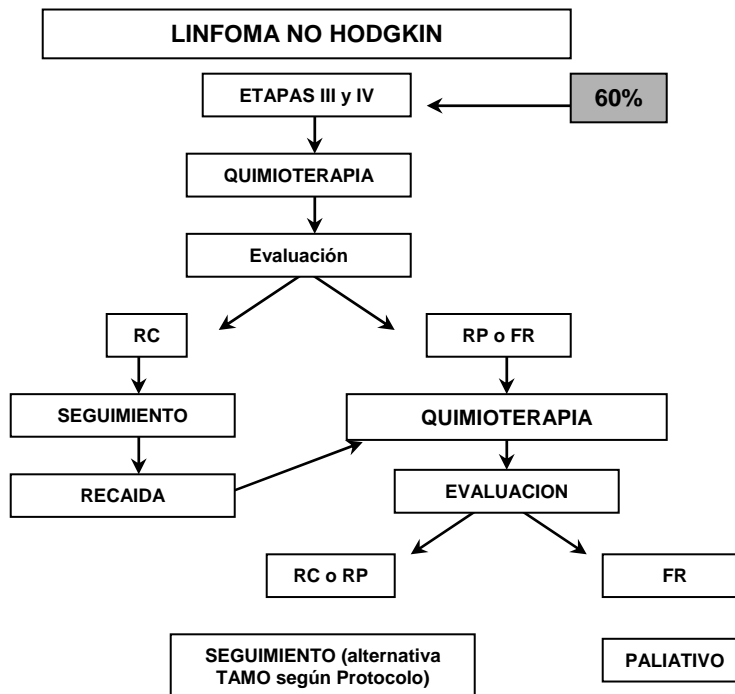 LINFOMA NO HODGKIN
ETAPAS III y IV
60%
QUIMIOTERAPIA
Evaluación
RC
RP o FR
SEGUIMIENTO
QUIMIOTERAPIA
RECAIDA
EVALUACION
RC o RP
FR
SEGUIMIENTO (alternativa
TAMO según Protocolo)
PALIATIVO